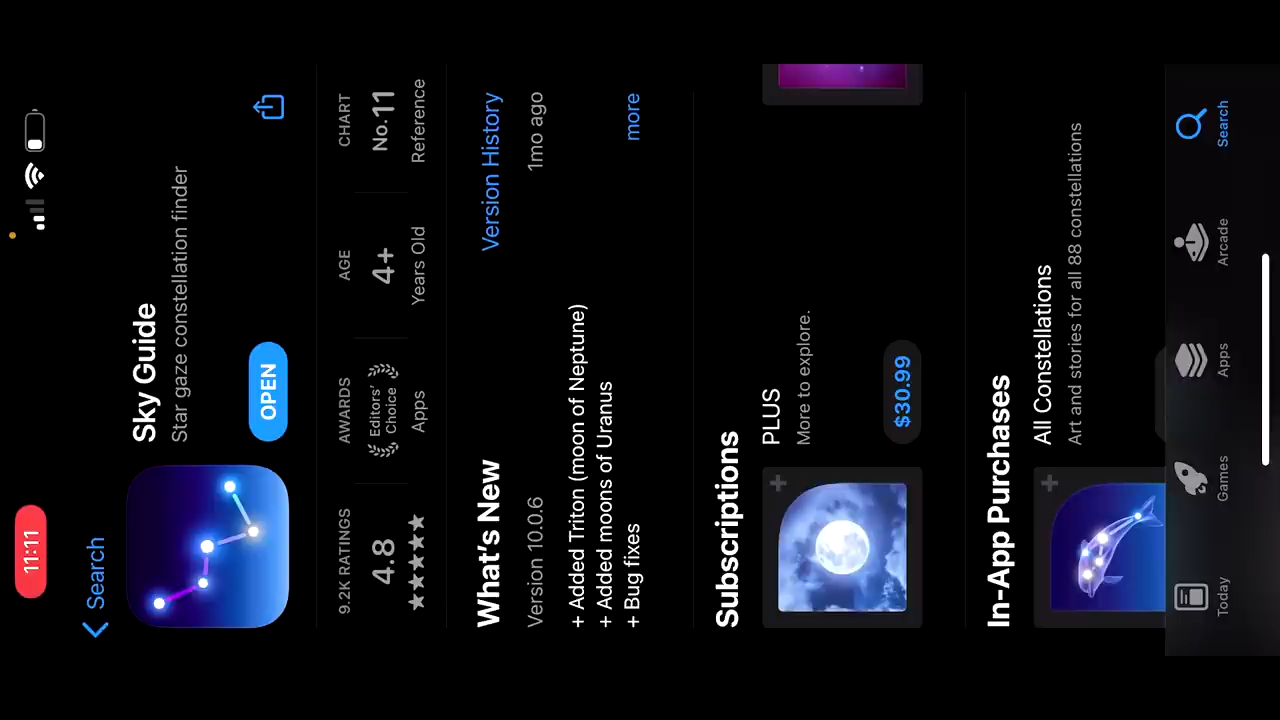 11:11
Search
Sky Guide
Star gaze constellation finder
OPEN
9.2K RATINGS
4.8
AWARDS
Editors'
Choice
Apps
AGE
4+
Years Old
CHART
No.11
Reference
What's New
Version History
Version 10.0.6
1mo ago
+ Added Triton (moon of Neptune)
+ Added moons of Uranus
+ Bug fixes
more
Subscriptions
PLUS
More to explore.
$30.99
In-App Purchases
All Constellations
Art and stories for all 88 constellations
Today
Games
Apps
Arcade
Search